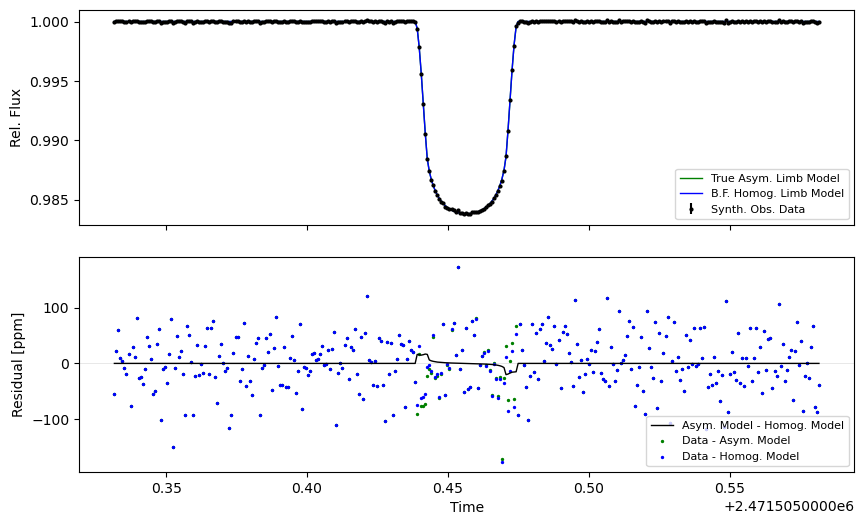 1.000
0.995
0.990
0.985
Rel. Flux
True Asym. Limb Model
B.F. Homog. Limb Model
Synth. Obs. Data
100
0
−100
Residual [ppm]
Asym. Model - Homog. Model
Data - Asym. Model
Data - Homog. Model
0.35
0.40
0.45
0.50
0.55
Time
+2.4715050000e6